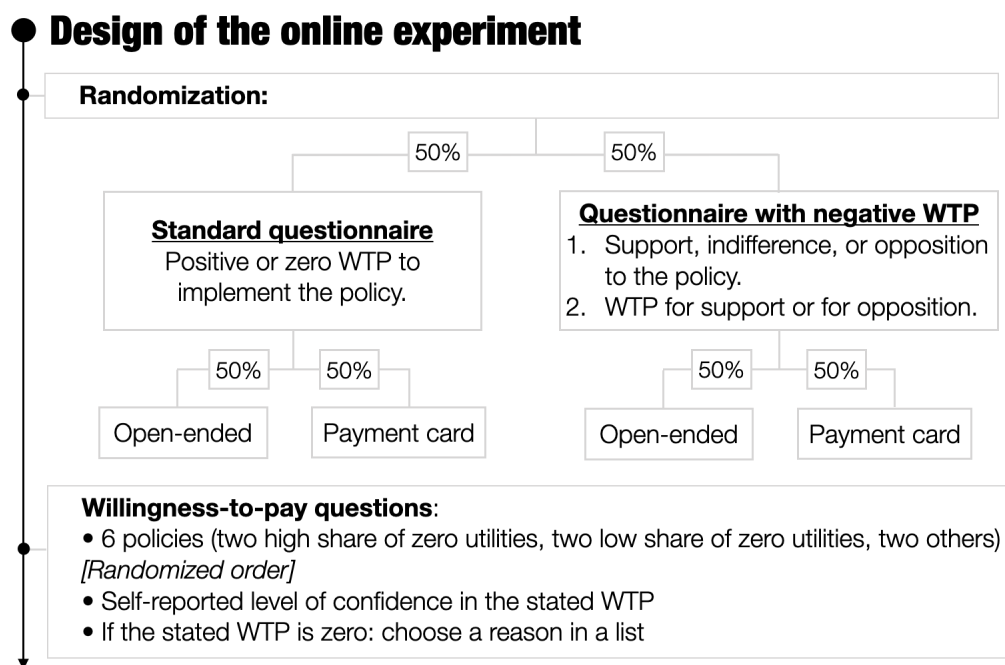 Design of the online experiment
Randomization:
50% 50%
Standard questionnaire
Positive or zero WTP to
implement the policy.
Questionnaire with negative WTP
1. Support, indifference, or opposition
to the policy.
2. WTP for support or for opposition.
50% 50% 50% 50%
Open-ended Payment card Open-ended Payment card
Willingness-to-pay questions:
• 6 policies (two high share of zero utilities, two low share of zero utilities, two others)
[Randomized order]
• Self-reported level of confidence in the stated WTP
• If the stated WTP is zero: choose a reason in a list